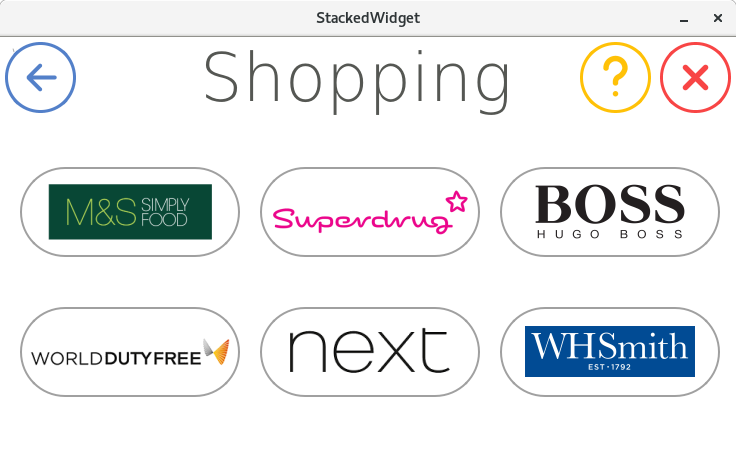 StackedWidget
Shopping
?
M&S SIMPLY
FOOD
Superdrug
BOSS
HUGO BOSS
WORLDDUTYFREE
next
WHSmith
EST·1792